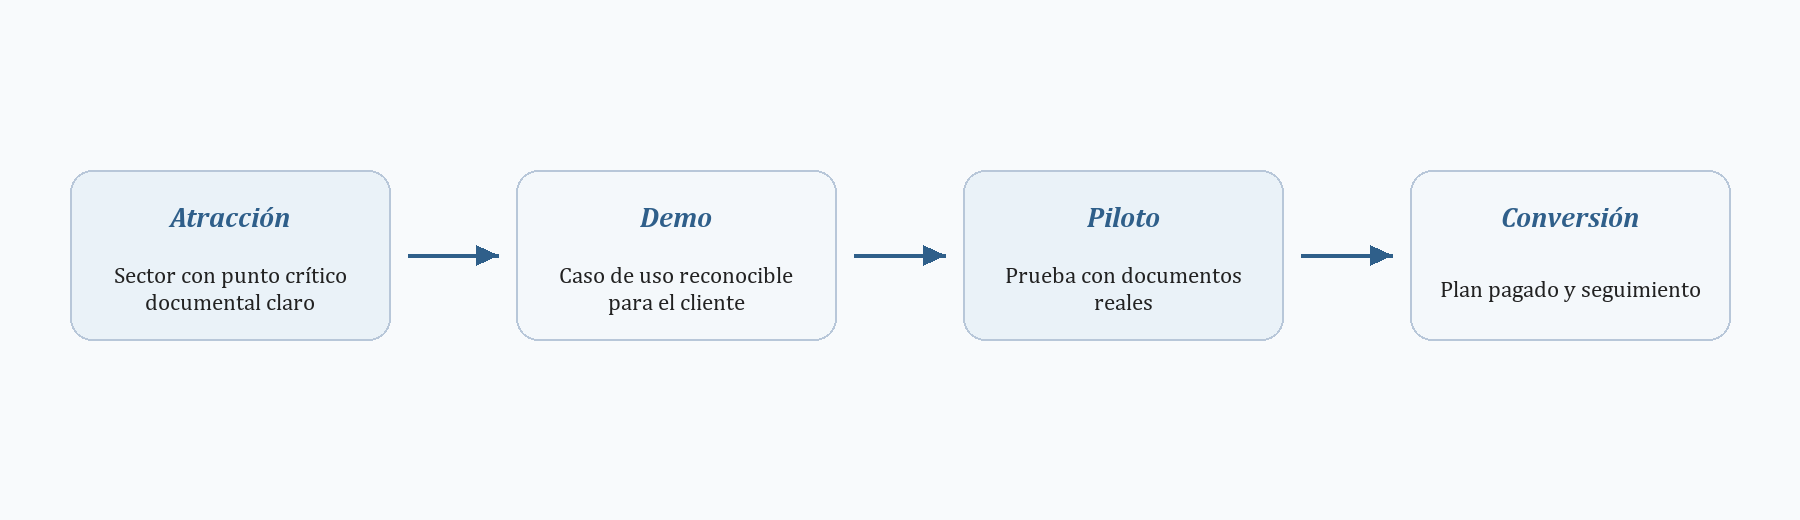 Atracción
Sector con punto crítico
documental claro
Demo
Caso de uso reconocible
para el cliente
Piloto
Prueba con documentos
reales
Conversión
Plan pagado y seguimiento